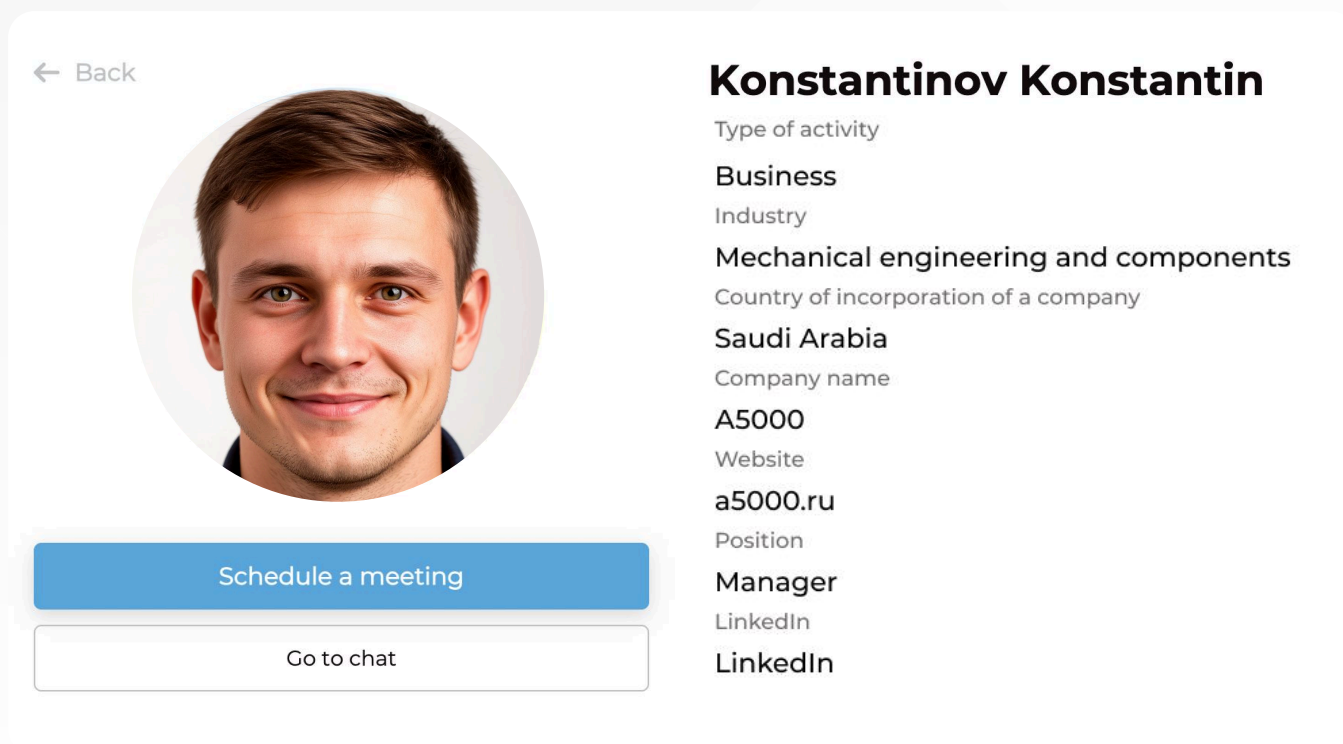 Back
Konstantinov Konstantin
Type of activity
Business
Industry
Mechanical engineering and components
Country of incorporation of a company
Saudi Arabia
Company name
A5000
Website
a5000.ru
Position
Manager
LinkedIn
LinkedIn
Schedule a meeting
Go to chat